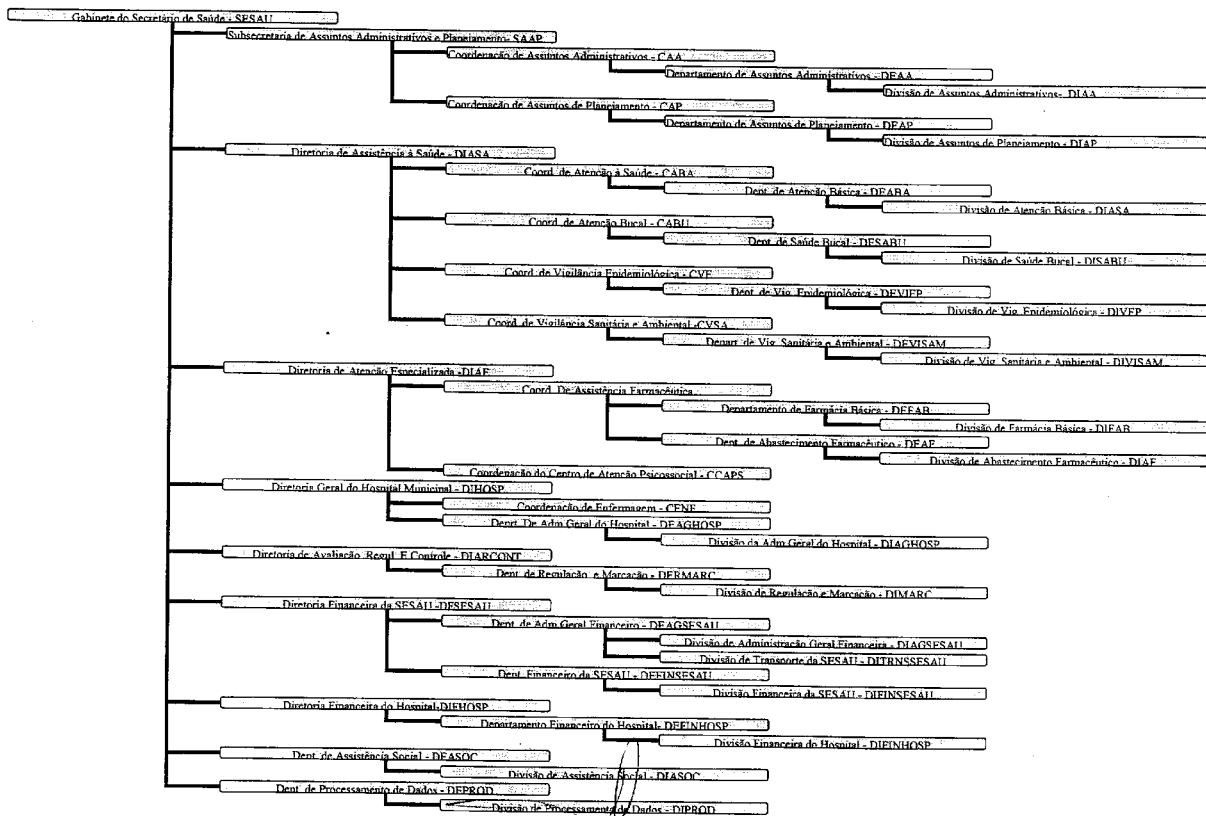 Gabinete do Secretário de Saúde - SESAU
Subsecretaria de Assuntos Administrativos e Planejamento- SAAP
Coordenação de Assuntos Administrativos - CAA
Departamento de Assuntos Administrativos - DEAA
Divisão de Assuntos Administrativos- DIAA
Coordenação de Assuntos de Planejamento - CAP
Departamento de Assuntos de Planejamento - DEAP
Divisão de Assuntos de Planejamento - DIAP
Diretoria de Assistência à Saúde - DIASA
Coord. de Atenção à Saúde - CABA
Dept. de Atenção Básica - DEABA
Divisão de Atenção Básica - DIASA
Coord. de Atenção Bucal - CABU
Dept. de Saúde Bucal - DESABU
Divisão de Saúde Bucal - DISABU
Coord. de Vigilância Epidemiológica - CVE
Dept. de Vig. Epidemiológica - DEVIEP
Divisão de Vig. Epidemiológica - DIVEP
Coord. de Vigilância Sanitária e Ambiental -CVSA
Depart. de Vig. Sanitária e Ambiental - DEVISAM
Divisão de Vig. Sanitária e Ambiental - DIVISAM
Diretoria de Atenção Especializada -DIAE
Coord. De Assistência Farmacêutica
Departamento de Farmácia Básica - DEFAB
Divisão de Farmácia Básica - DIFAB
Dept. de Abastecimento Farmacêutico - DEAF
Divisão de Abastecimento Farmacêutico - DIAF
Coordenação do Centro de Atenção Psicossocial - CCAPS
Diretoria Geral do Hospital Municipal - DIHOSP
Coordenação de Enfermagem - CENF
Deprt. De Adm Geral do Hospital - DEAGHOSP
Divisão da Adm Geral do Hospital - DIAGHOSP
Diretoria de Avaliação, Regul. E Controle - DIARCONT
Dept. de Regulação e Marcação - DERMARC
Divisão de Regulação e Marcação - DIMARC
Diretoria Financeira da SESAU -DFSESAU
Dept. de Adm Geral Financeiro - DEAGSESAU
Divisão de Administração Geral Financeira - DIAGSESAU
Divisão de Transporte da SESAU - DITRNSSESAU
Dept. Financeiro da SESAU - DEFINSESAU
Divisão Financeira da SESAU - DIFINSESAU
Diretoria Financeira do Hospital-DIFHOSP
Departamento Financeiro do Hospital- DEFINHOSP
Divisão Financeira do Hospital - DIFINHOSP
Dept. de Assistência Social - DEASOC
Divisão de Assistência Social - DIASOC
Dept. de Processamento de Dados - DEPROD
Divisão de Processamento de Dados - DIPROD